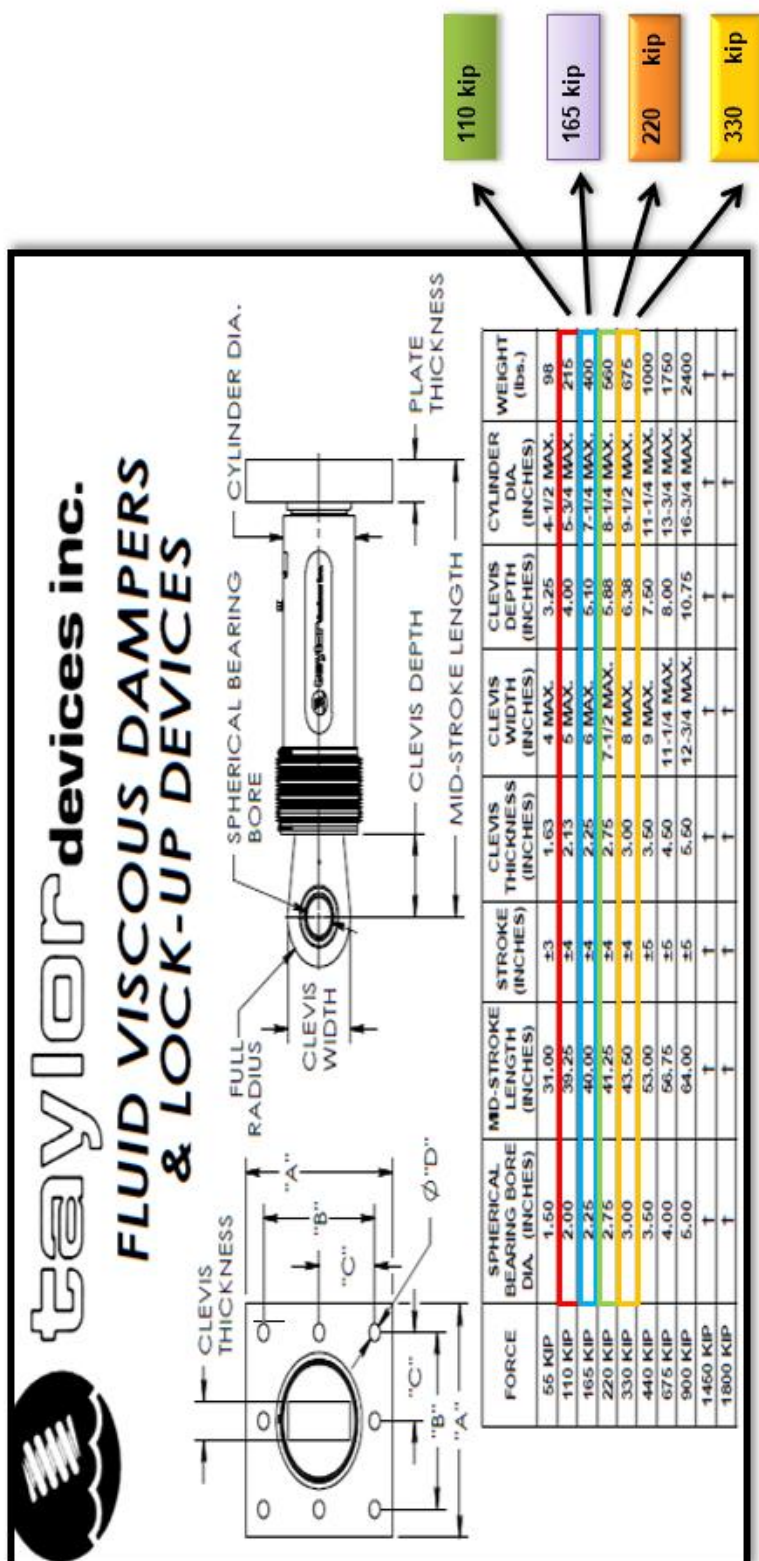 taylor devices inc.
FLUID VISCOUS DAMPERS
& LOCK-UP DEVICES
CLEVIS
THICKNESS
"A"
"B"
"C"
Ø"D"
"C"
"B"
"A"
FULL
RADIUS
CLEVIS
WIDTH
SPHERICAL BEARING
BORE
CYLINDER DIA.
CLEVIS DEPTH
MID-STROKE LENGTH
PLATE
THICKNESS
FORCE | SPHERICAL BEARING BORE DIA. (INCHES) | MID-STROKE LENGTH (INCHES) | STROKE (INCHES) | CLEVIS THICKNESS (INCHES) | CLEVIS WIDTH (INCHES) | CLEVIS DEPTH (INCHES) | CYLINDER DIA. (INCHES) | WEIGHT (lbs.)
55 KIP | 1.50 | 31.00 | ±3 | 1.63 | 4 MAX. | 3.25 | 4-1/2 MAX. | 98
110 KIP | 2.00 | 39.25 | ±4 | 2.13 | 5 MAX. | 4.00 | 5-3/4 MAX. | 215
165 KIP | 2.25 | 40.00 | ±4 | 2.25 | 6 MAX. | 5.10 | 7-1/4 MAX. | 400
220 KIP | 2.75 | 41.25 | ±4 | 2.75 | 7-1/2 MAX. | 5.88 | 8-1/4 MAX. | 560
330 KIP | 3.00 | 43.50 | ±4 | 3.00 | 8 MAX. | 6.38 | 9-1/2 MAX. | 675
440 KIP | 3.50 | 53.00 | ±5 | 3.50 | 9 MAX. | 7.50 | 11-1/4 MAX. | 1000
675 KIP | 4.00 | 56.75 | ±5 | 4.50 | 11-1/4 MAX. | 8.00 | 13-3/4 MAX. | 1750
900 KIP | 5.00 | 64.00 | ±5 | 5.50 | 12-3/4 MAX. | 10.75 | 16-3/4 MAX. | 2400
1450 KIP | † | † | † | † | † | † | † | †
1800 KIP | † | † | † | † | † | † | † | †
110 kip
165 kip
220 kip
330 kip